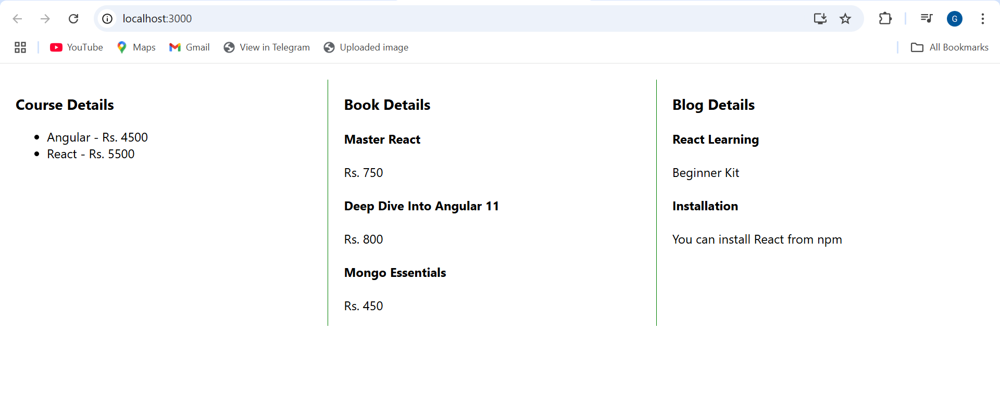 localhost:3000
G
YouTube
Maps
Gmail
View in Telegram
Uploaded image
All Bookmarks
Course Details
Angular - Rs. 4500
React - Rs. 5500
Book Details
Master React
Rs. 750
Deep Dive Into Angular 11
Rs. 800
Mongo Essentials
Rs. 450
Blog Details
React Learning
Beginner Kit
Installation
You can install React from npm